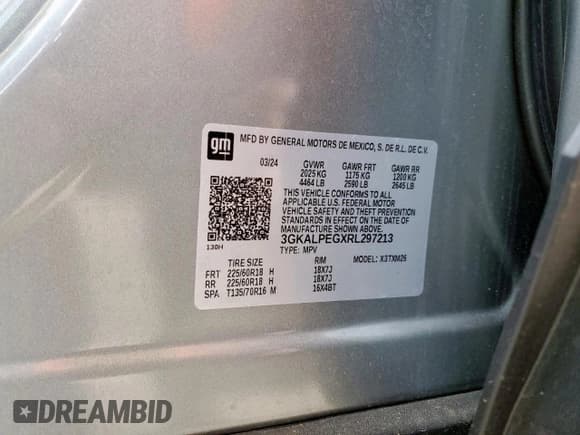 gm
MFD BY GENERAL MOTORS DE MEXICO, S. DE R.L. DE C.V.
03/24 GVWR GAWR FRT GAWR RR
2025 KG 1175 KG 1200 KG
4464 LB 2590 LB 2645 LB
THIS VEHICLE CONFORMS TO ALL
APPLICABLE U.S. FEDERAL MOTOR
VEHICLE SAFETY AND THEFT PREVENTION
STANDARDS IN EFFECT ON THE DATE OF
MANUFACTURE SHOWN ABOVE.
3GKALPEGXRL297213
130H
TYPE: MPV MODEL: X3TXM26
TIRE SIZE RIM
FRT 225/60R18 H 18X7J
RR 225/60R18 H 18X7J
SPA T135/70R16 M 16X4BT
DREAMBID